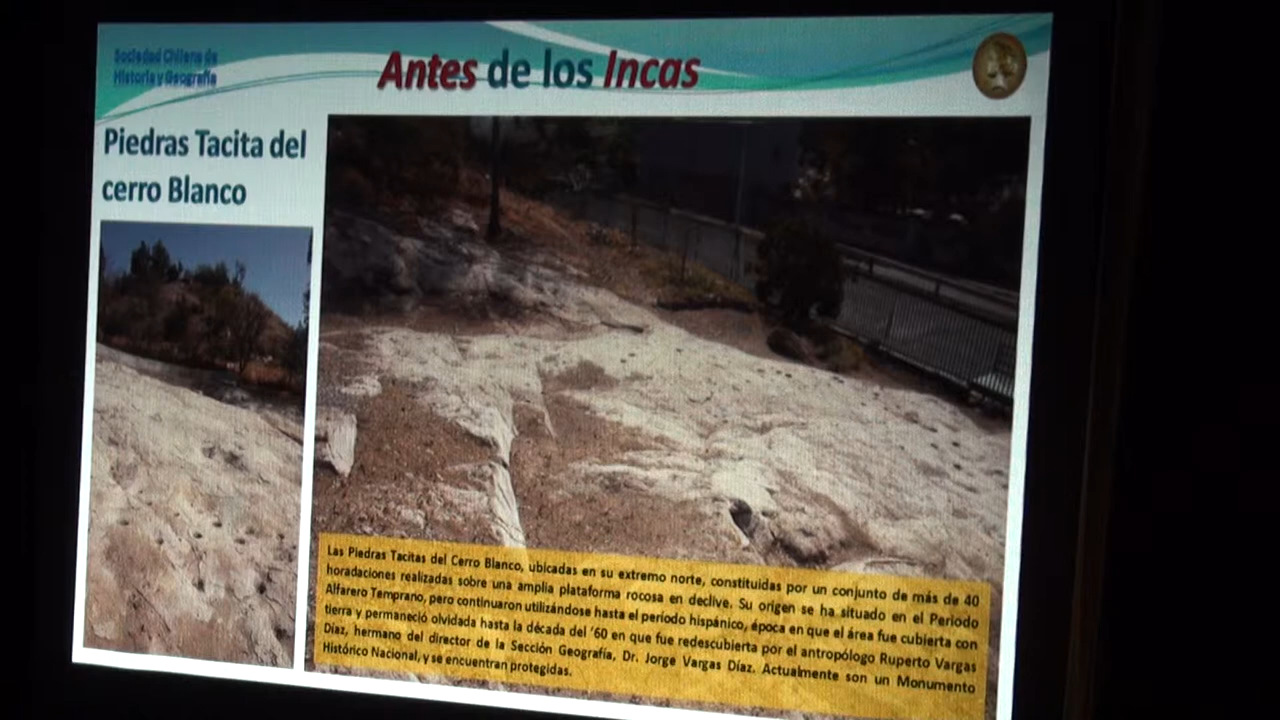 Sociedad Chilena de
Historia y Geografía
Antes de los Incas
Piedras Tacita del
cerro Blanco
Las Piedras Tacitas del Cerro Blanco, ubicadas en su extremo norte, constituidas por un conjunto de más de 40
horadaciones realizadas sobre una amplia plataforma rocosa en declive. Su origen se ha situado en el Periodo
Alfarero Temprano, pero continuaron utilizándose hasta el período hispánico, época en que el área fue cubierta con
tierra y permaneció olvidada hasta la década del ‘60 en que fue redescubierta por el antropólogo Ruperto Vargas
Díaz, hermano del director de la Sección Geografía, Dr. Jorge Vargas Díaz. Actualmente son un Monumento
Histórico Nacional, y se encuentran protegidas.